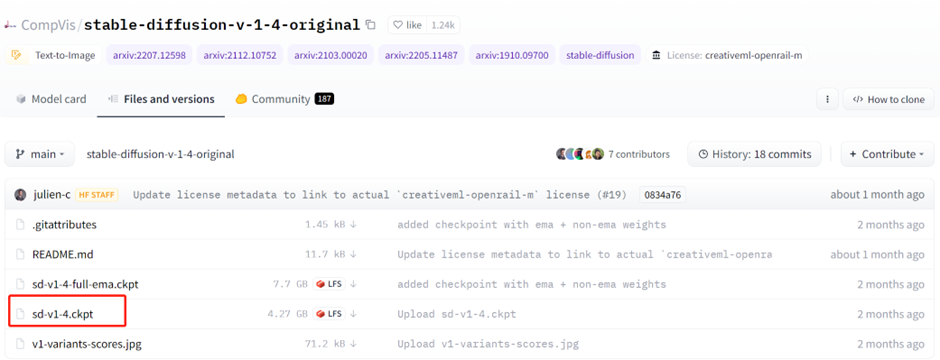 CompVis/stable-diffusion-v-1-4-original like 1.24k
Text-to-Image arxiv:2207.12598 arxiv:2112.10752 arxiv:2103.00020 arxiv:2205.11487 arxiv:1910.09700 stable-diffusion License: creativeml-openrail-m
Model card Files and versions Community 187 How to clone
main stable-diffusion-v-1-4-original 7 contributors History: 18 commits + Contribute
julien-c HF STAFF Update license metadata to link to actual `creativeml-openrail-m` license (#19) 0834a76 about 1 month ago
.gitattributes 1.45 kB added checkpoint with ema + non-ema weights 2 months ago
README.md 11.7 kB Update license metadata to link to actual `creativeml-openra about 1 month ago
sd-v1-4-full-ema.ckpt 7.7 GB LFS added checkpoint with ema + non-ema weights 2 months ago
sd-v1-4.ckpt 4.27 GB LFS Upload sd-v1-4.ckpt 2 months ago
v1-variants-scores.jpg 71.2 kB Upload v1-variants-scores.jpg 2 months ago